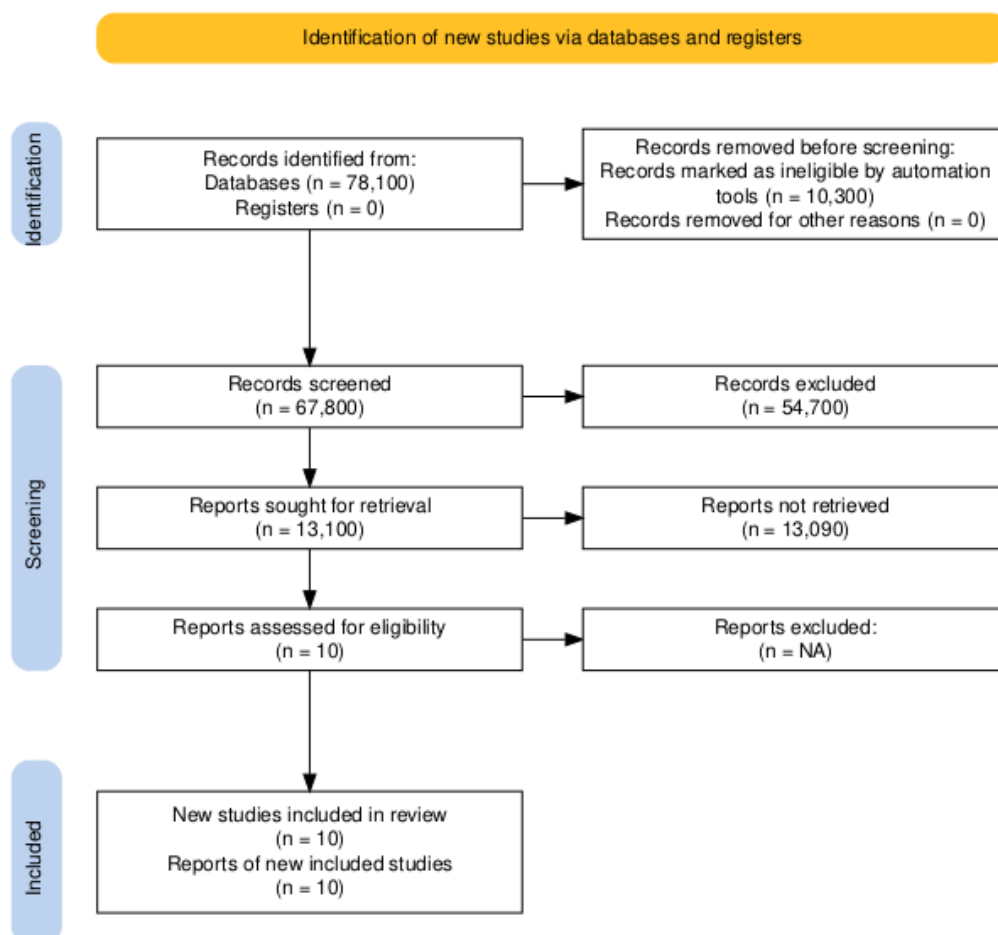 Identification of new studies via databases and registers
Identification
Records identified from:
Databases (n = 78,100)
Registers (n = 0)
Records removed before screening:
Records marked as ineligible by automation
tools (n = 10,300)
Records removed for other reasons (n = 0)
Screening
Records screened
(n = 67,800)
Records excluded
(n = 54,700)
Reports sought for retrieval
(n = 13,100)
Reports not retrieved
(n = 13,090)
Reports assessed for eligibility
(n = 10)
Reports excluded:
(n = NA)
Included
New studies included in review
(n = 10)
Reports of new included studies
(n = 10)